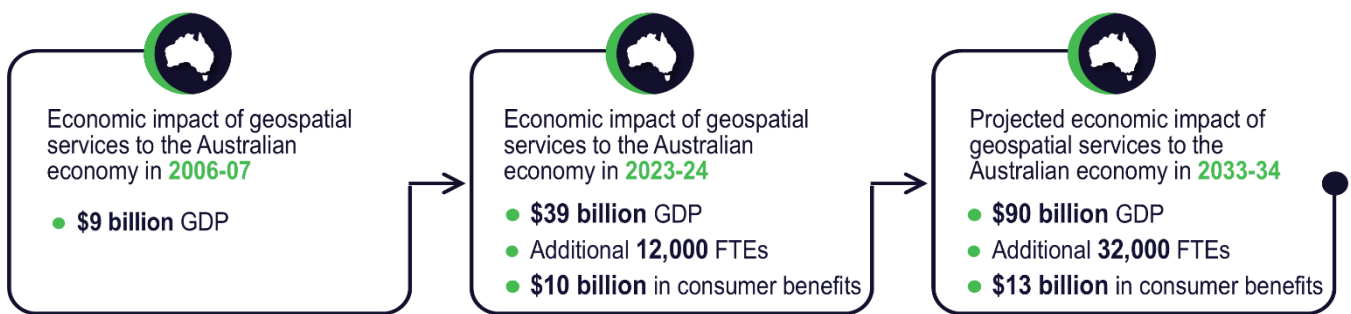 Economic impact of geospatial
services to the Australian
economy in 2006-07
• $9 billion GDP
Economic impact of geospatial
services to the Australian
economy in 2023-24
• $39 billion GDP
• Additional 12,000 FTEs
• $10 billion in consumer benefits
Projected economic impact of
geospatial services to the
Australian economy in 2033-34
• $90 billion GDP
• Additional 32,000 FTEs
• $13 billion in consumer benefits